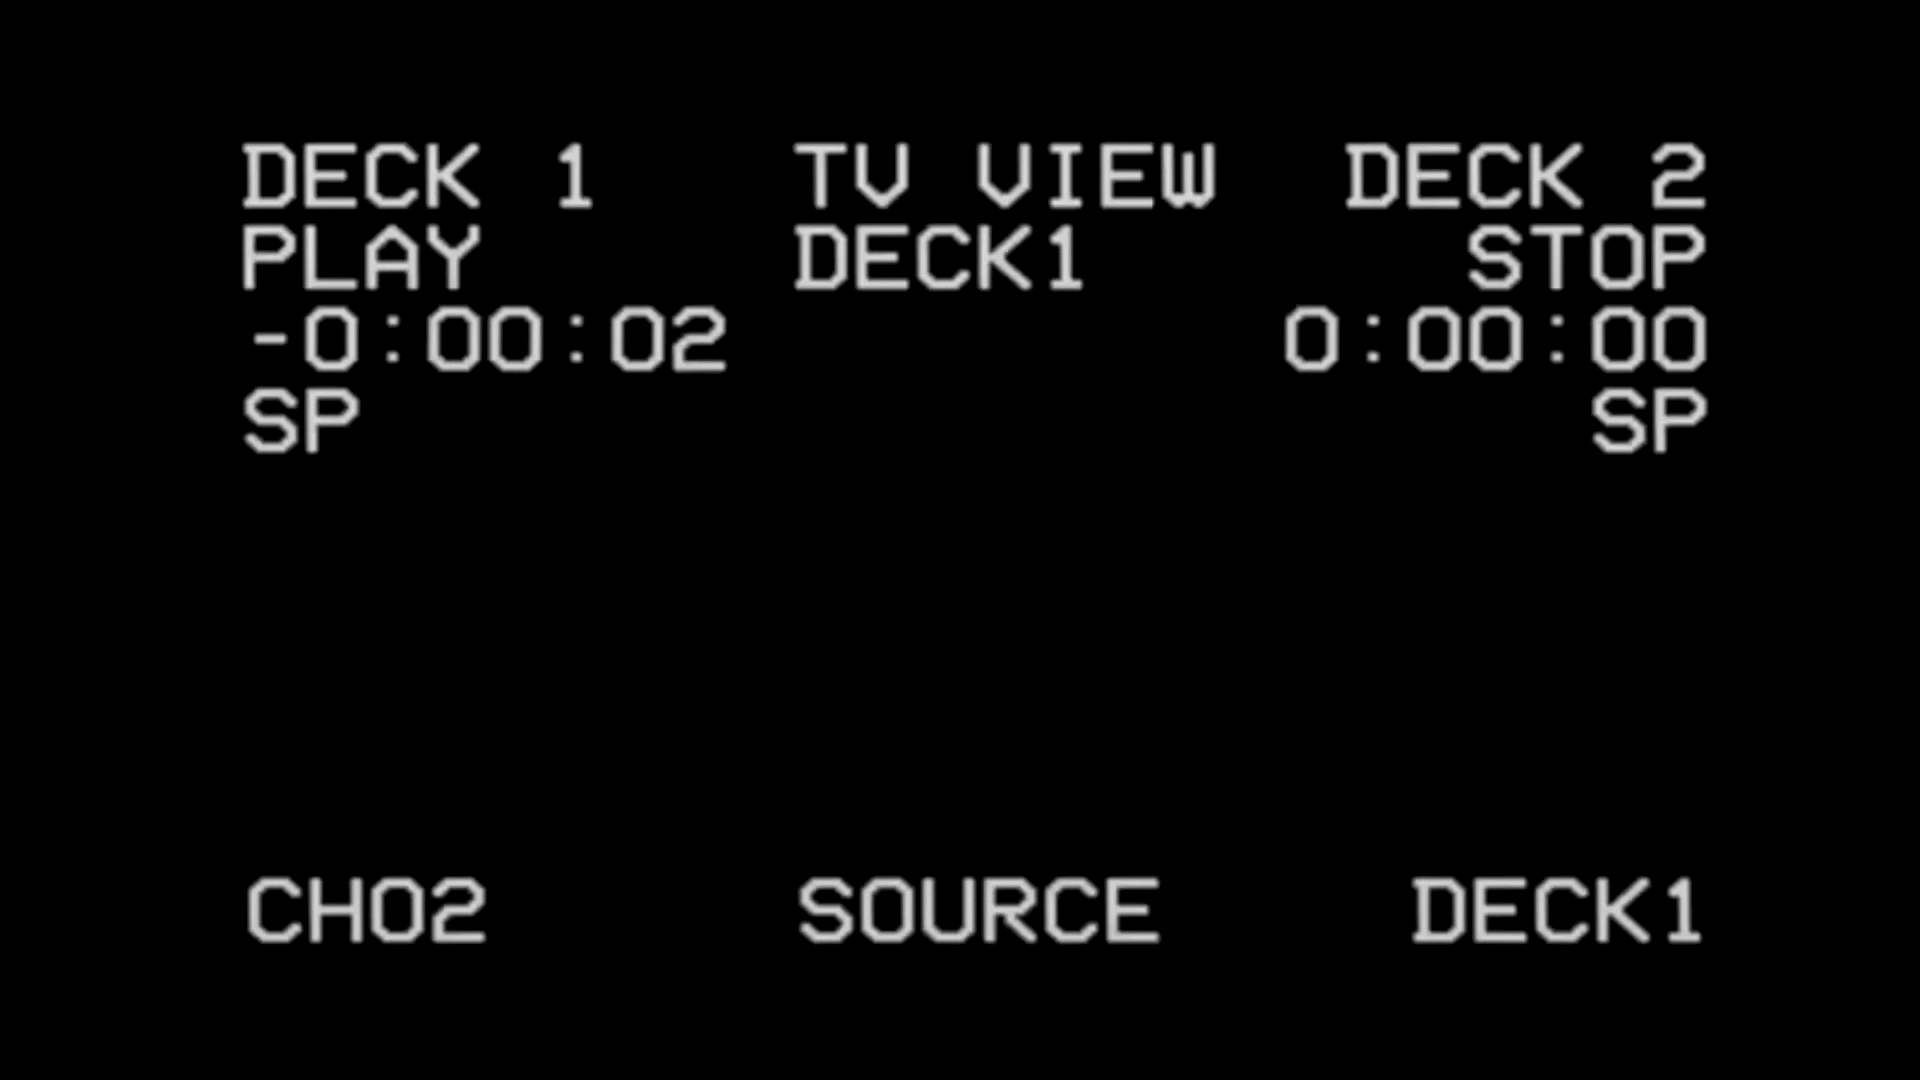 DECK 1 TV VIEW DECK 2
PLAY DECK1 STOP
-0:00:02 0:00:00
SP SP
CH02 SOURCE DECK1